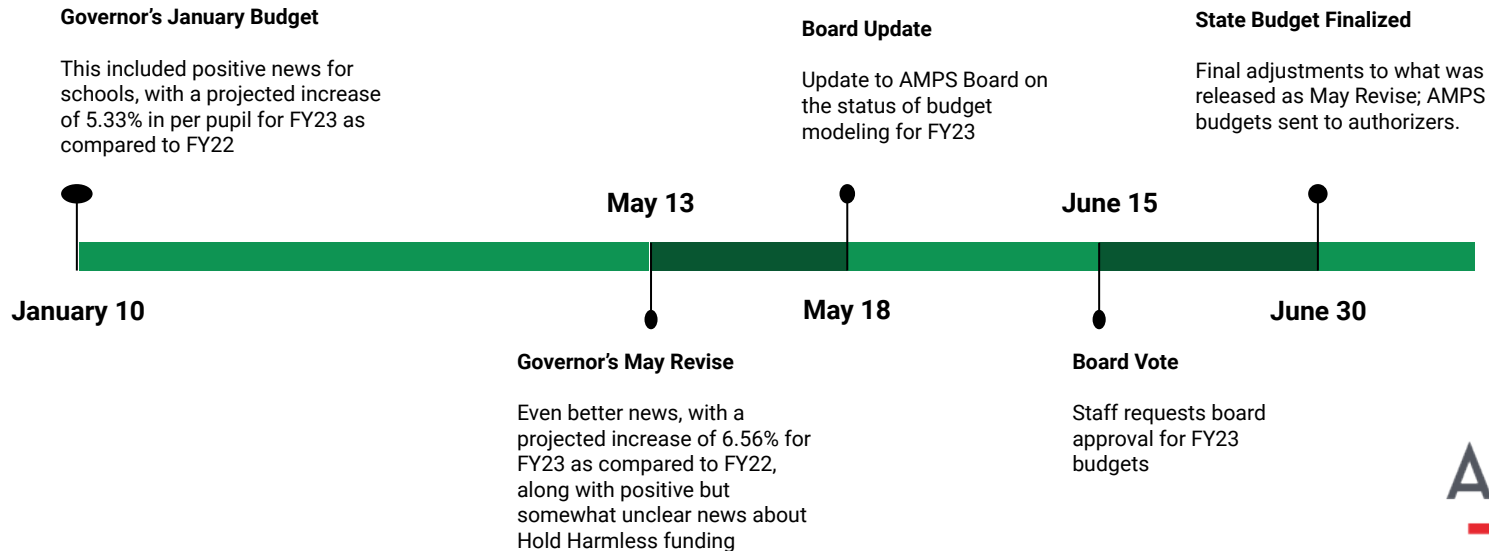 Governor's January Budget
This included positive news for
schools, with a projected increase
of 5.33% in per pupil for FY23 as
compared to FY22
Board Update
Update to AMPS Board on
the status of budget
modeling for FY23
State Budget Finalized
Final adjustments to what was
released as May Revise; AMPS
budgets sent to authorizers.
May 13
June 15
January 10
May 18
June 30
Governor's May Revise
Even better news, with a
projected increase of 6.56% for
FY23 as compared to FY22,
along with positive but
somewhat unclear news about
Hold Harmless funding
Board Vote
Staff requests board
approval for FY23
budgets
A